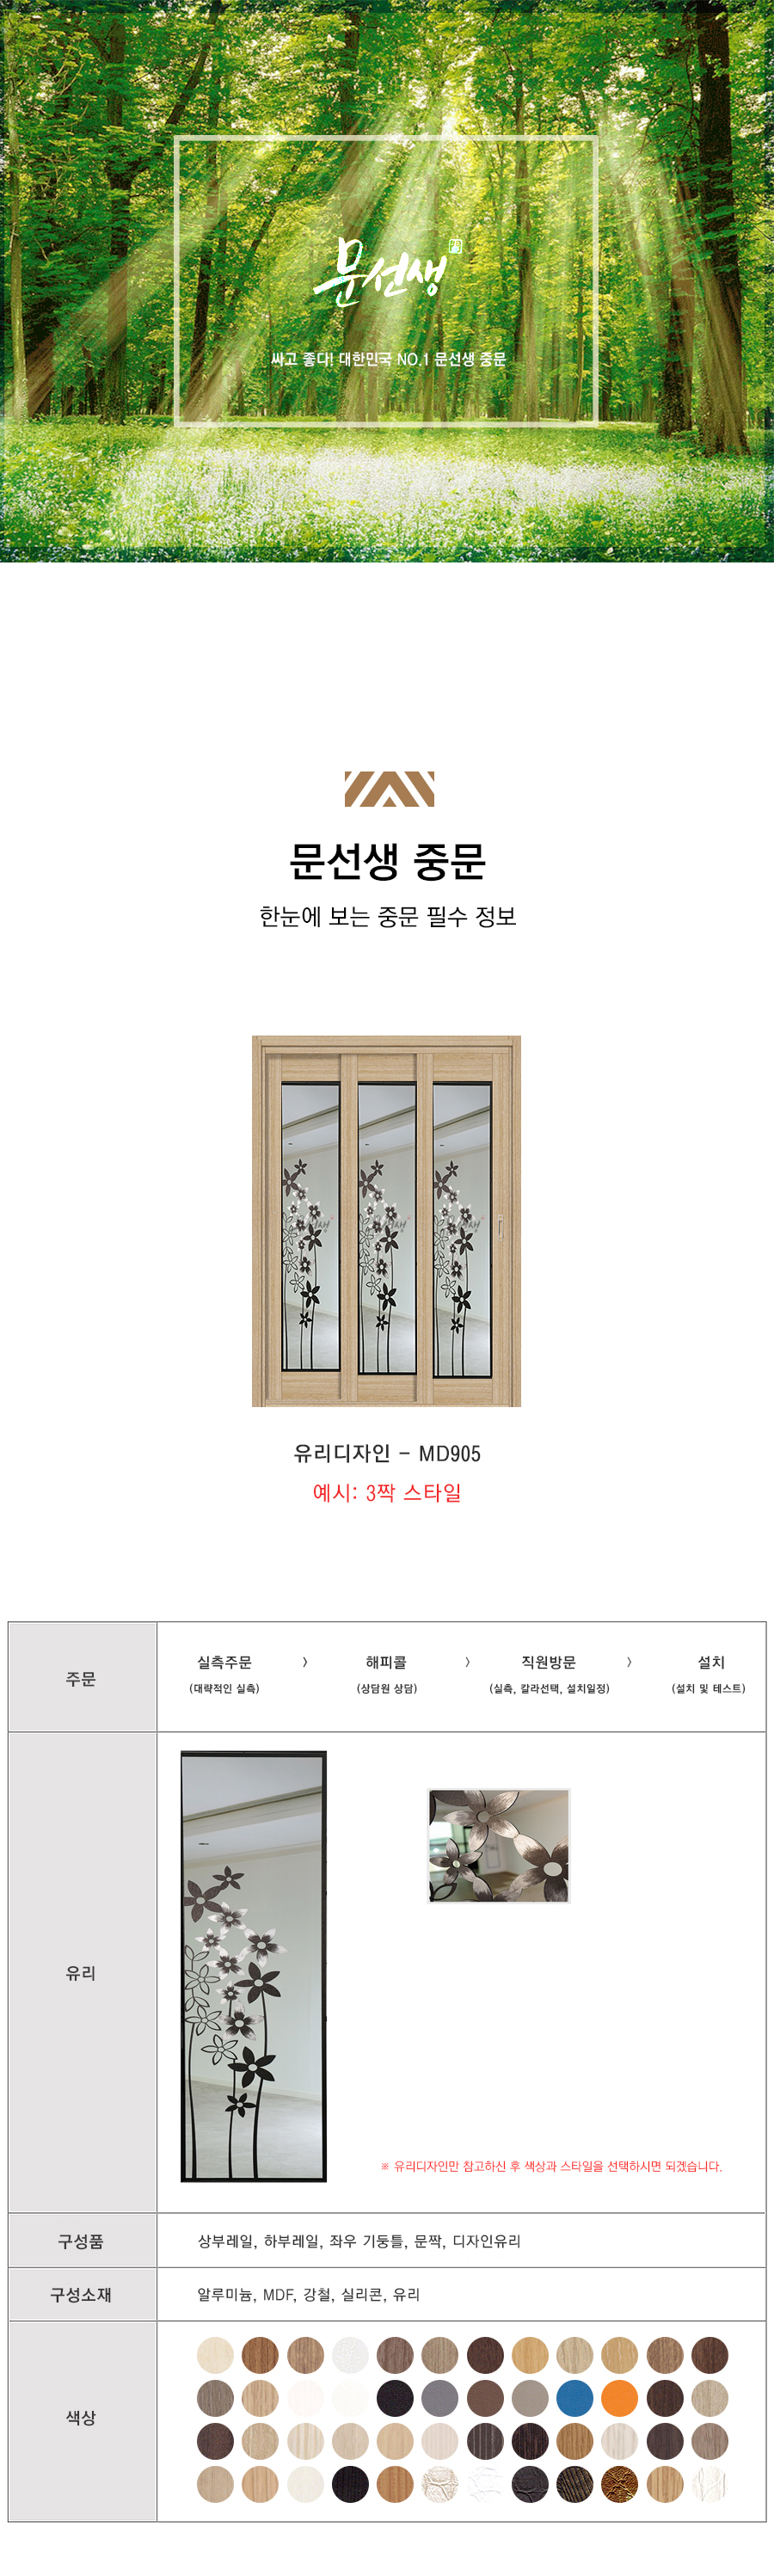 문선생
싸고 좋다! 대한민국 NO.1 문선생 중문
문선생 중문
한눈에 보는 중문 필수 정보
유리디자인 - MD905
예시: 3짝 스타일
주문
실측주문 > 해피콜 > 직원방문 > 설치
(대략적인 실측) (상담원 상담) (실측, 칼라선택, 설치일정) (설치 및 테스트)
유리
※ 유리디자인만 참고하신 후 색상과 스타일을 선택하시면 되겠습니다.
구성품
상부레일, 하부레일, 좌우 기둥틀, 문짝, 디자인유리
구성소재
알루미늄, MDF, 강철, 실리콘, 유리
색상